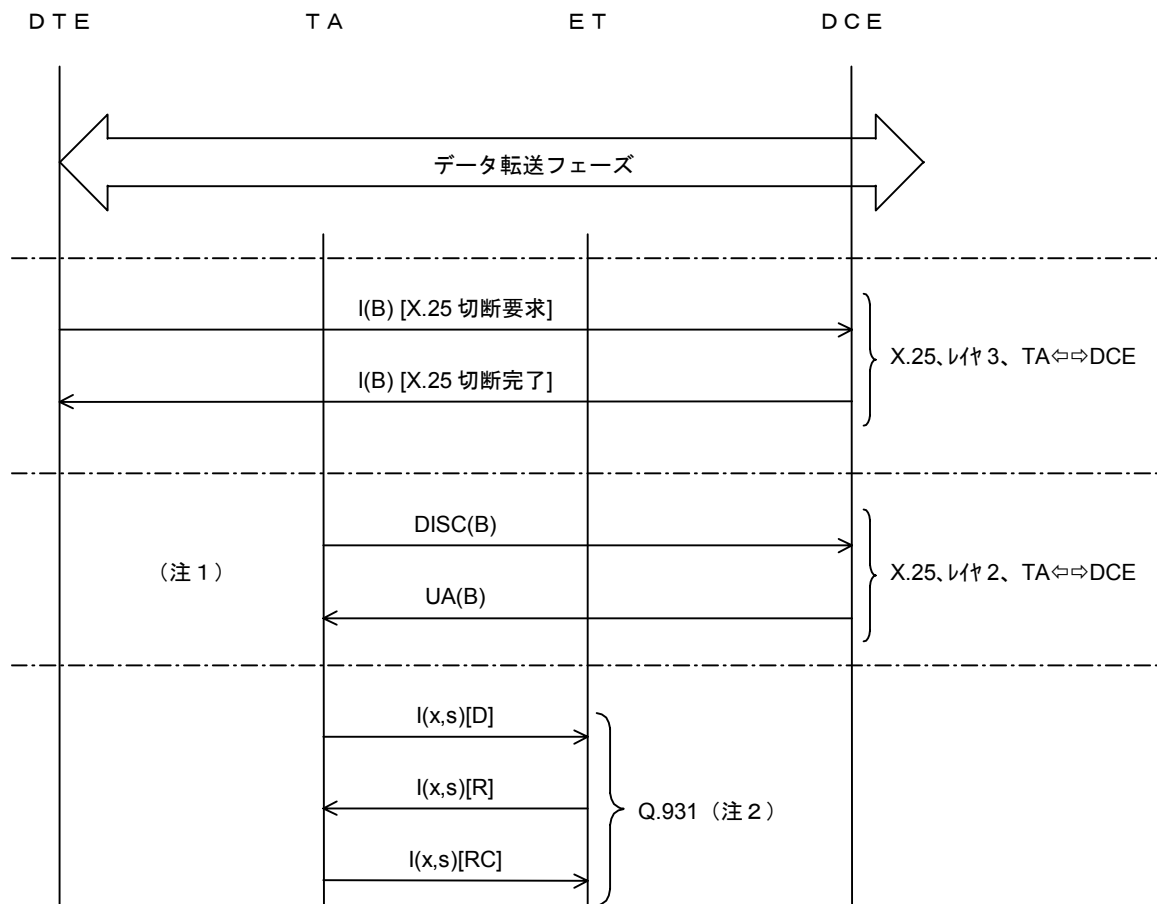 ＤＴＥ ＴＡ ＥＴ ＤＣＥ
データ転送フェーズ
I(B) [X.25 切断要求]
I(B) [X.25 切断完了]
X.25、ﾚｲﾔ 3、 TA⇦⇨DCE
DISC(B)
（注１）
UA(B)
X.25、ﾚｲﾔ 2、 TA⇦⇨DCE
I(x,s)[D]
I(x,s)[R]
Q.931（注２）
I(x,s)[RC]